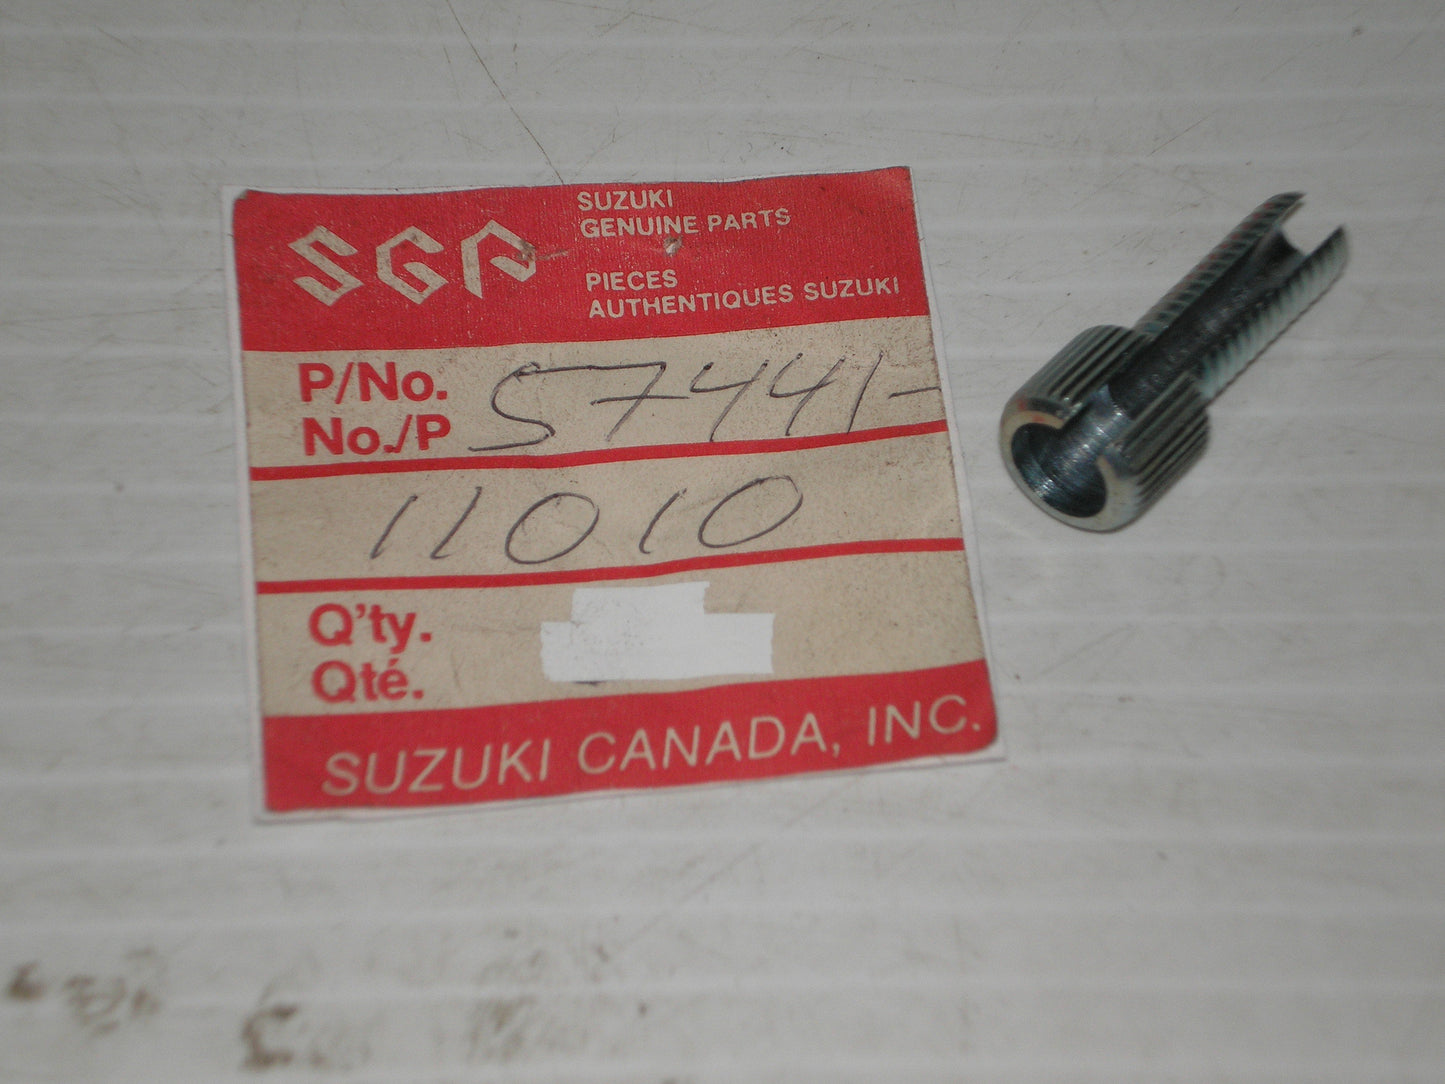 SGP
SUZUKI
GENUINE PARTS
PIECES
AUTHENTIQUES SUZUKI
P/No.
No./P
57441-
11010
Q'ty.
Qté.
SUZUKI CANADA, INC.